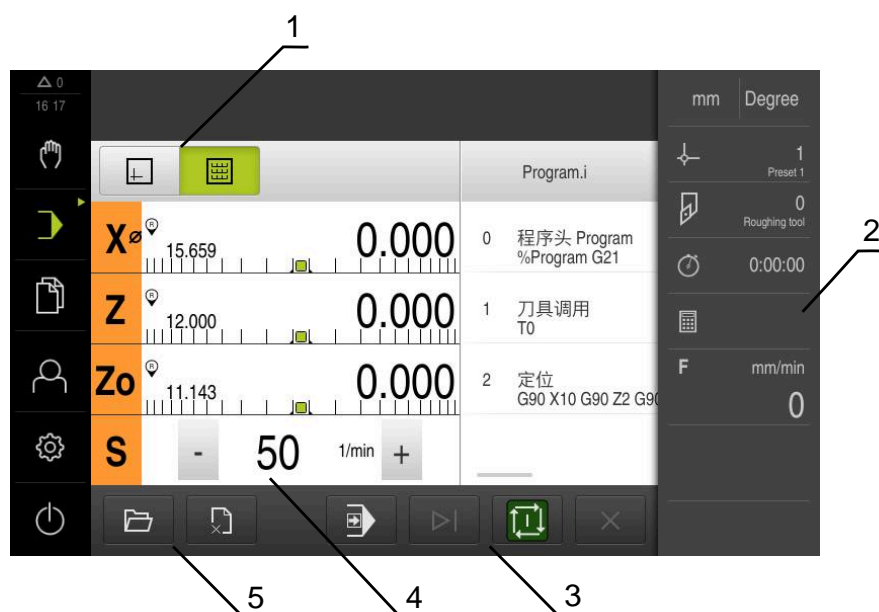 1
0
16 17
mm Degree
Program.i
1
Preset 1
0
Roughing tool
0:00:00
F mm/min
0
2
X ø R 15.659 0.000
Z R 12.000 0.000
Zo R 11.143 0.000
S - 50 1/min +
0 程序头 Program
%Program G21
1 刀具调用
T0
2 定位
G90 X10 G90 Z2 G90
5
4
3